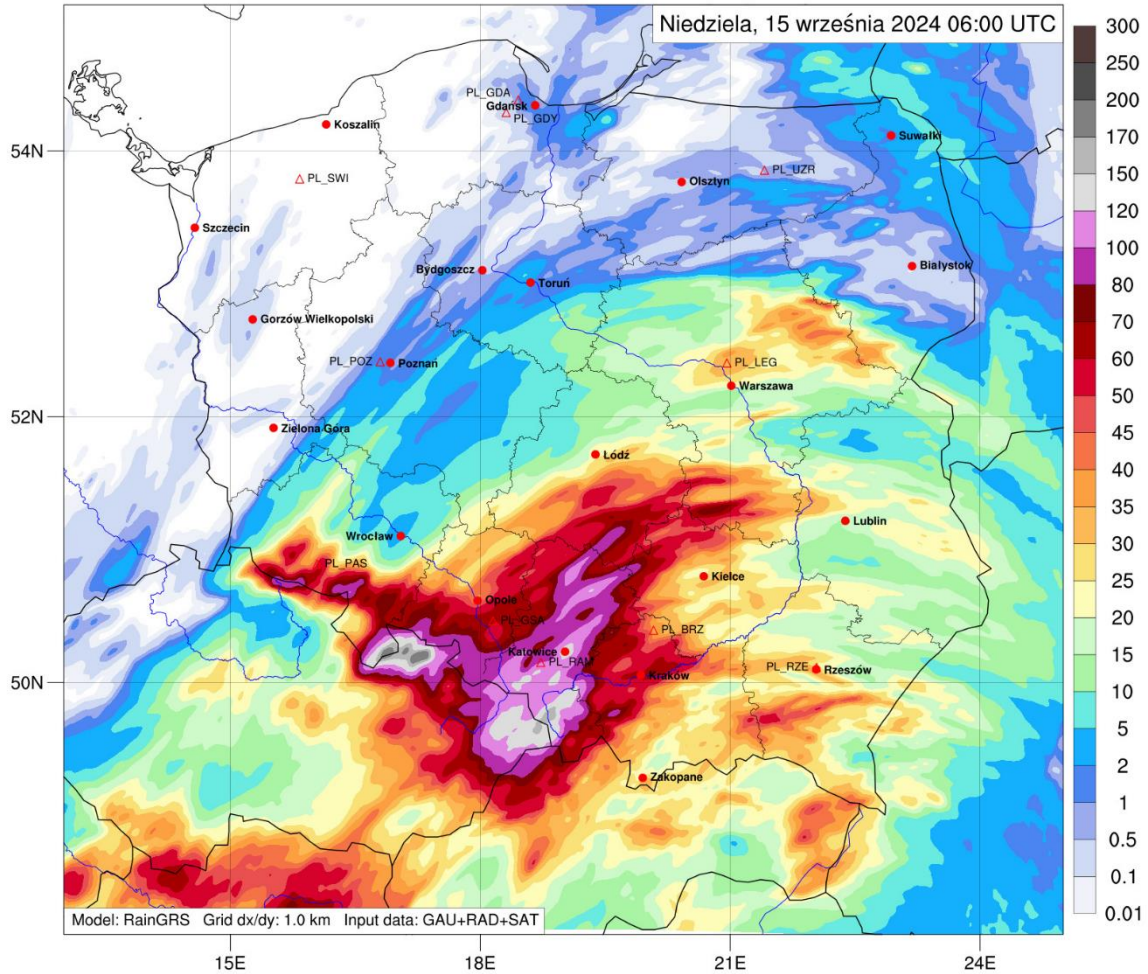 Niedziela, 15 września 2024 06:00 UTC
300
250
200
170
150
120
100
80
70
60
50
45
40
35
30
25
20
15
10
5
2
1
0.5
0.1
0.01
54N
52N
50N
15E
18E
21E
24E
PL_GDA
Gdańsk
PL_GDY
Koszalin
Suwałki
PL_SWI
Olsztyn
PL_UZR
Szczecin
Bydgoszcz
Toruń
Białystok
Gorzów Wielkopolski
PL_POZ
Poznań
PL_LEG
Warszawa
Zielona Góra
Łódź
Wrocław
Lublin
PL_PAS
Kielce
Opole
PL_GSA
PL_BRZ
Katowice
PL_RAM
Kraków
PL_RZE
Rzeszów
Zakopane
Model: RainGRS Grid dx/dy: 1.0 km Input data: GAU+RAD+SAT